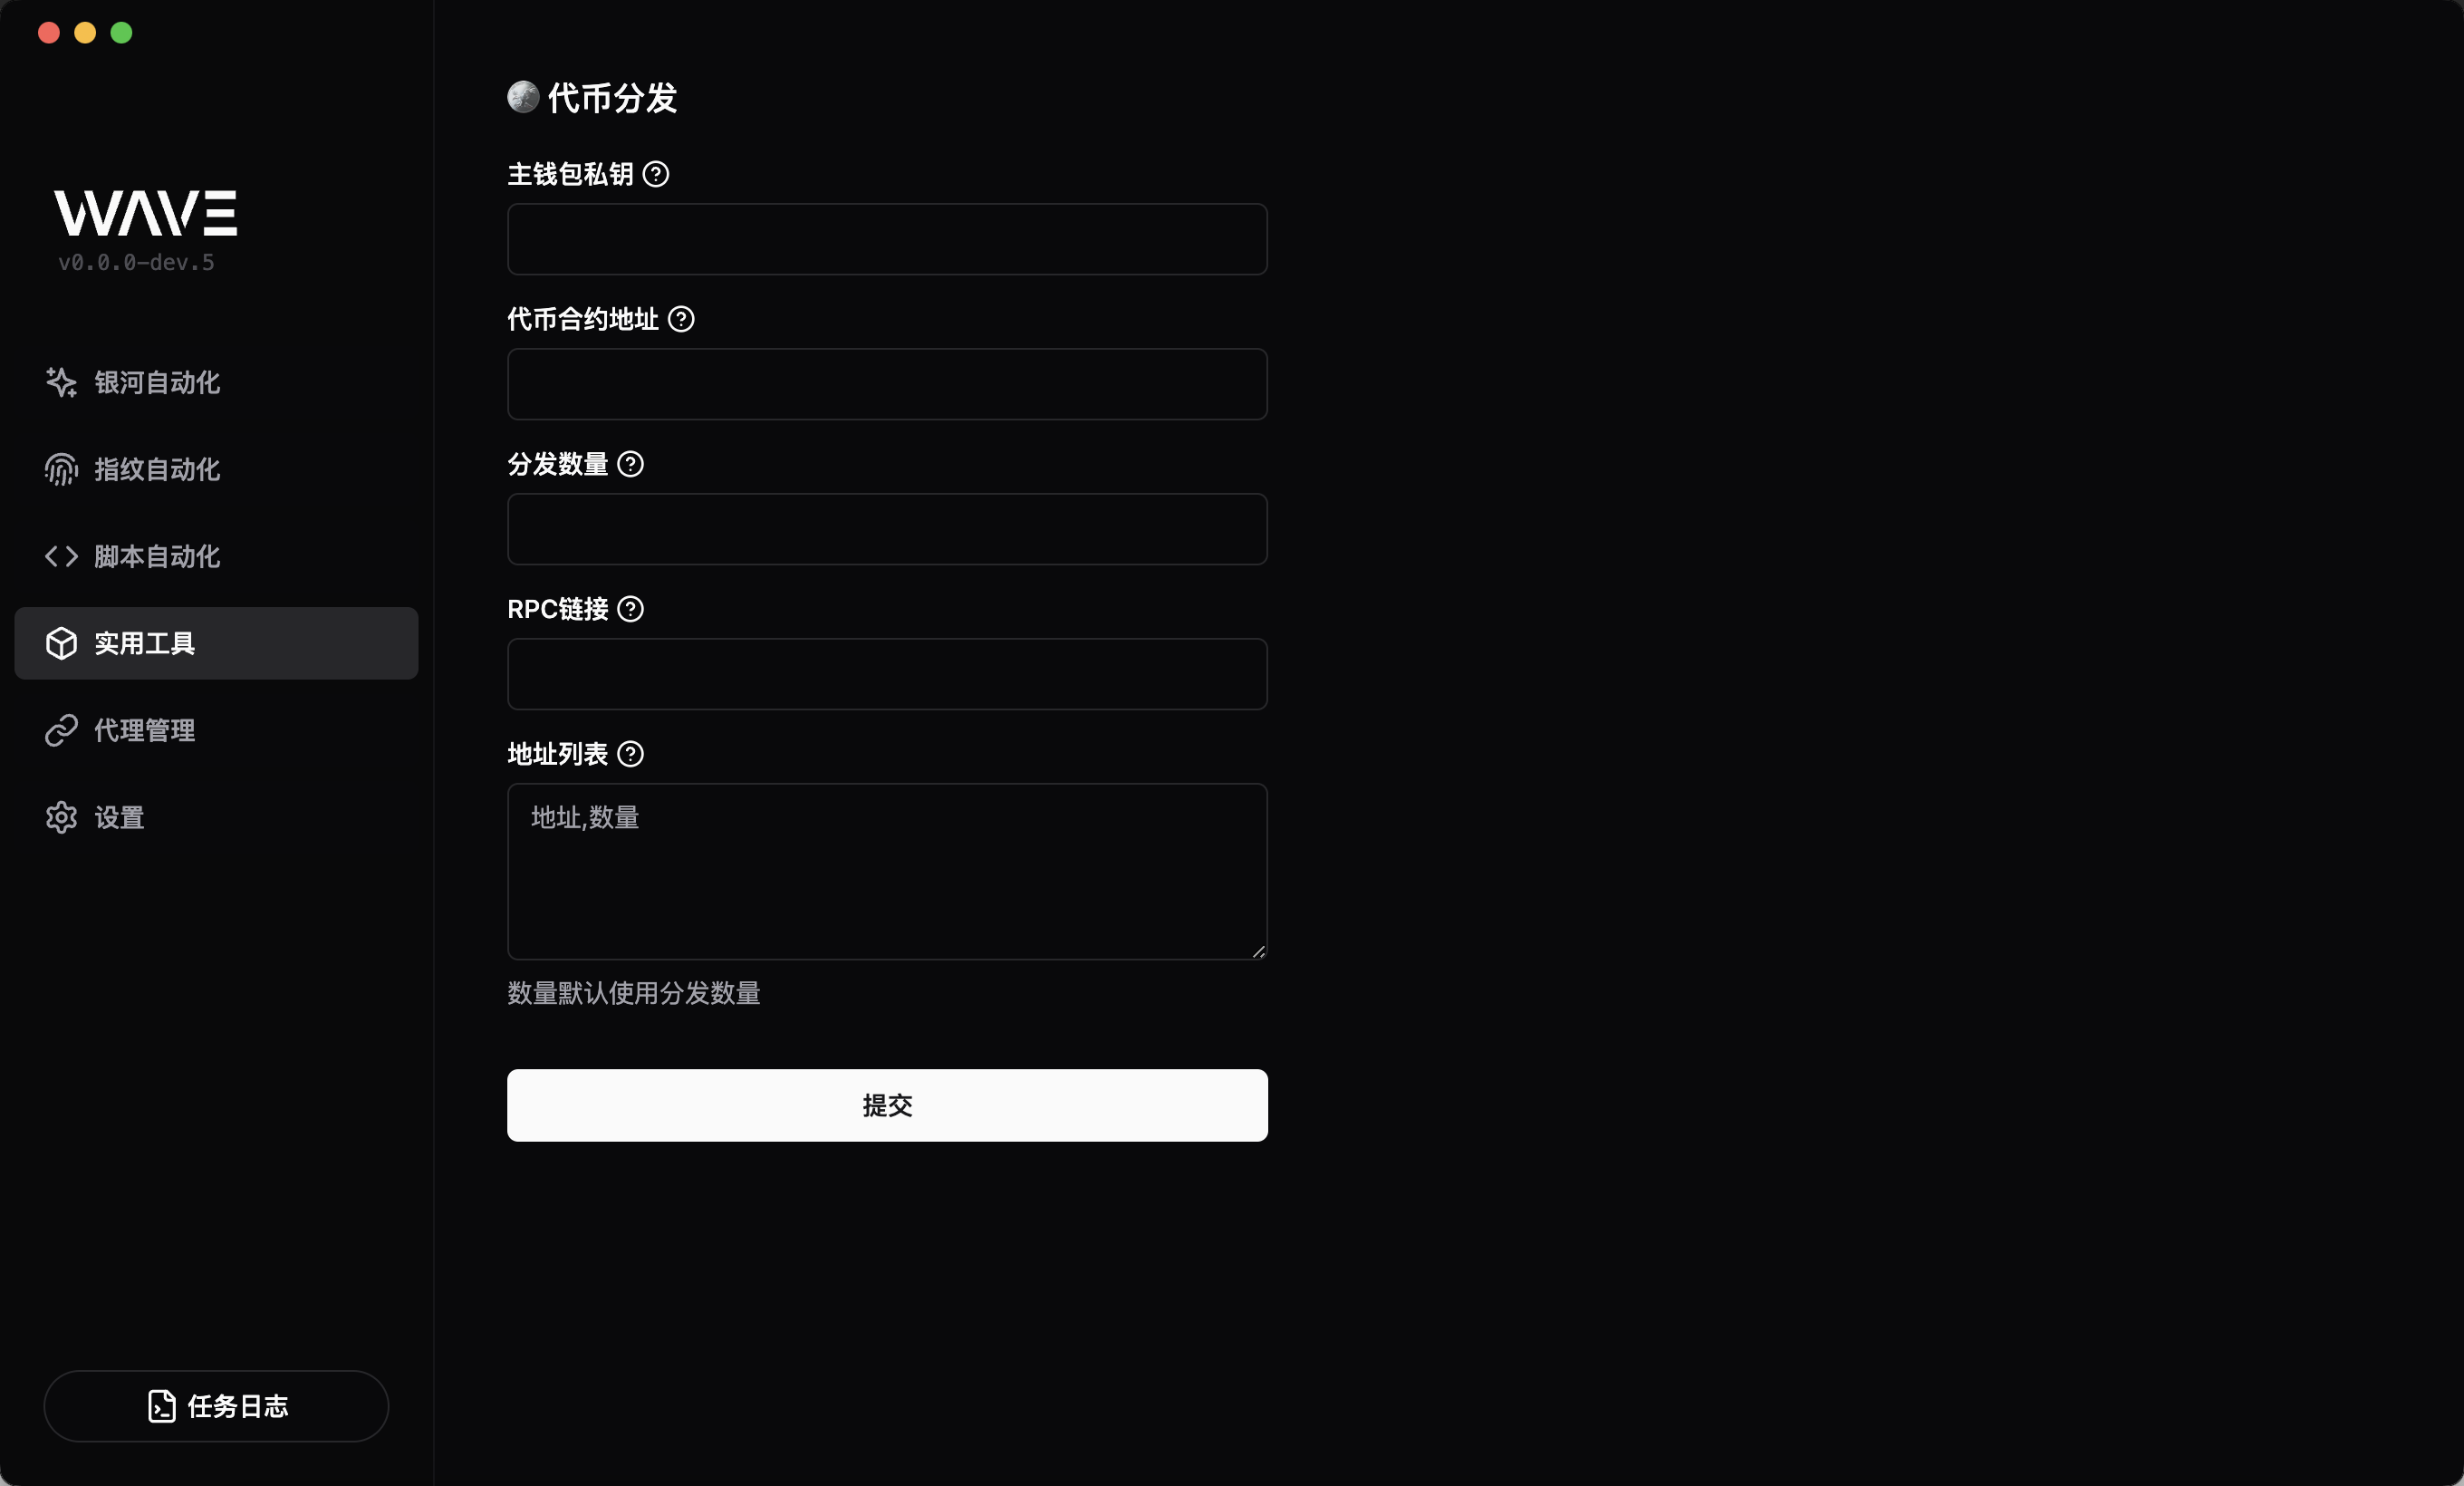 WAVE
v0.0.0-dev.5
银河自动化
指纹自动化
脚本自动化
实用工具
代理管理
设置
任务日志
代币分发
主钱包私钥
代币合约地址
分发数量
RPC链接
地址列表
地址,数量
数量默认使用分发数量
提交